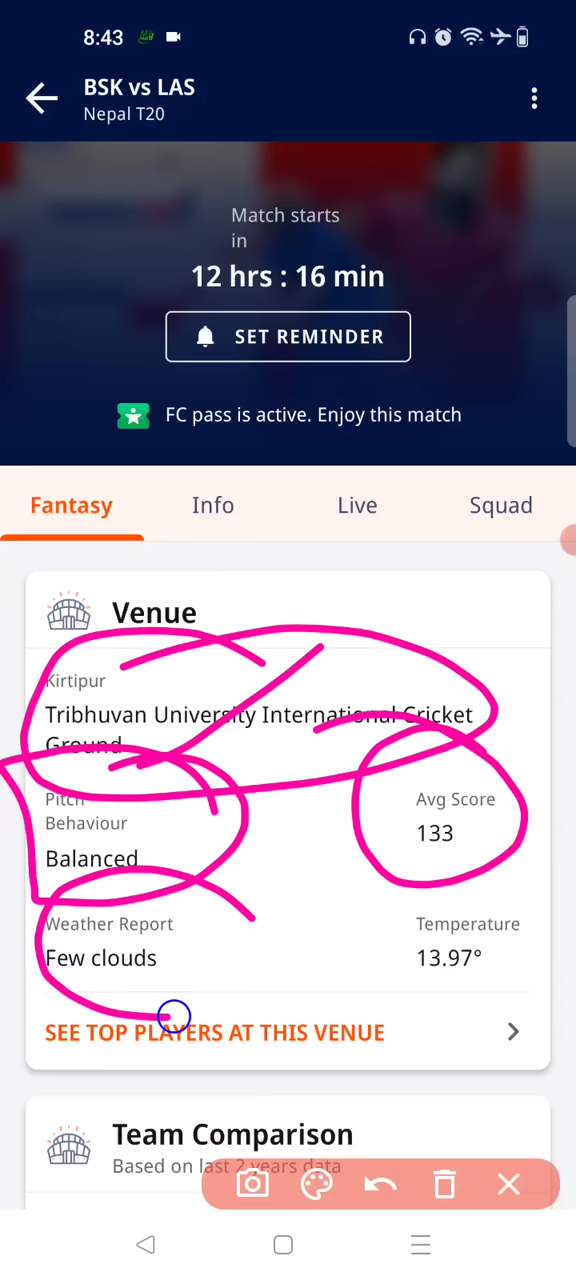 8:43
BSK vs LAS
Nepal T20
Match starts
in
12 hrs : 16 min
SET REMINDER
FC pass is active. Enjoy this match
Fantasy Info Live Squad
Venue
Kirtipur
Tribhuvan University International Cricket
Ground
Pitch
Behaviour
Balanced
Avg Score
133
Weather Report
Few clouds
Temperature
13.97°
SEE TOP PLAYERS AT THIS VENUE
Team Comparison
Based on last 2 years data